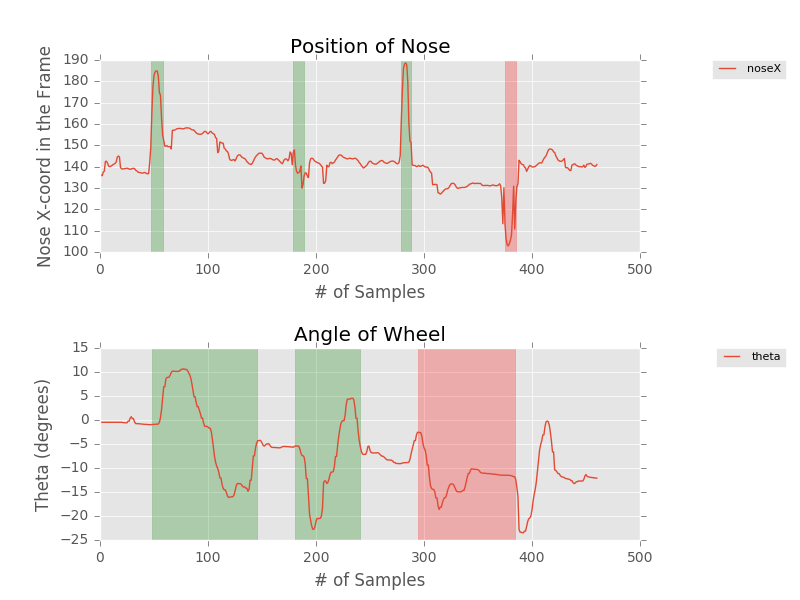 Position of Nose
Nose X-coord in the Frame
190
180
170
160
150
140
130
120
110
100
0 100 200 300 400 500
# of Samples
noseX
Angle of Wheel
Theta (degrees)
15
10
5
0
−5
−10
−15
−20
−25
0 100 200 300 400 500
# of Samples
theta